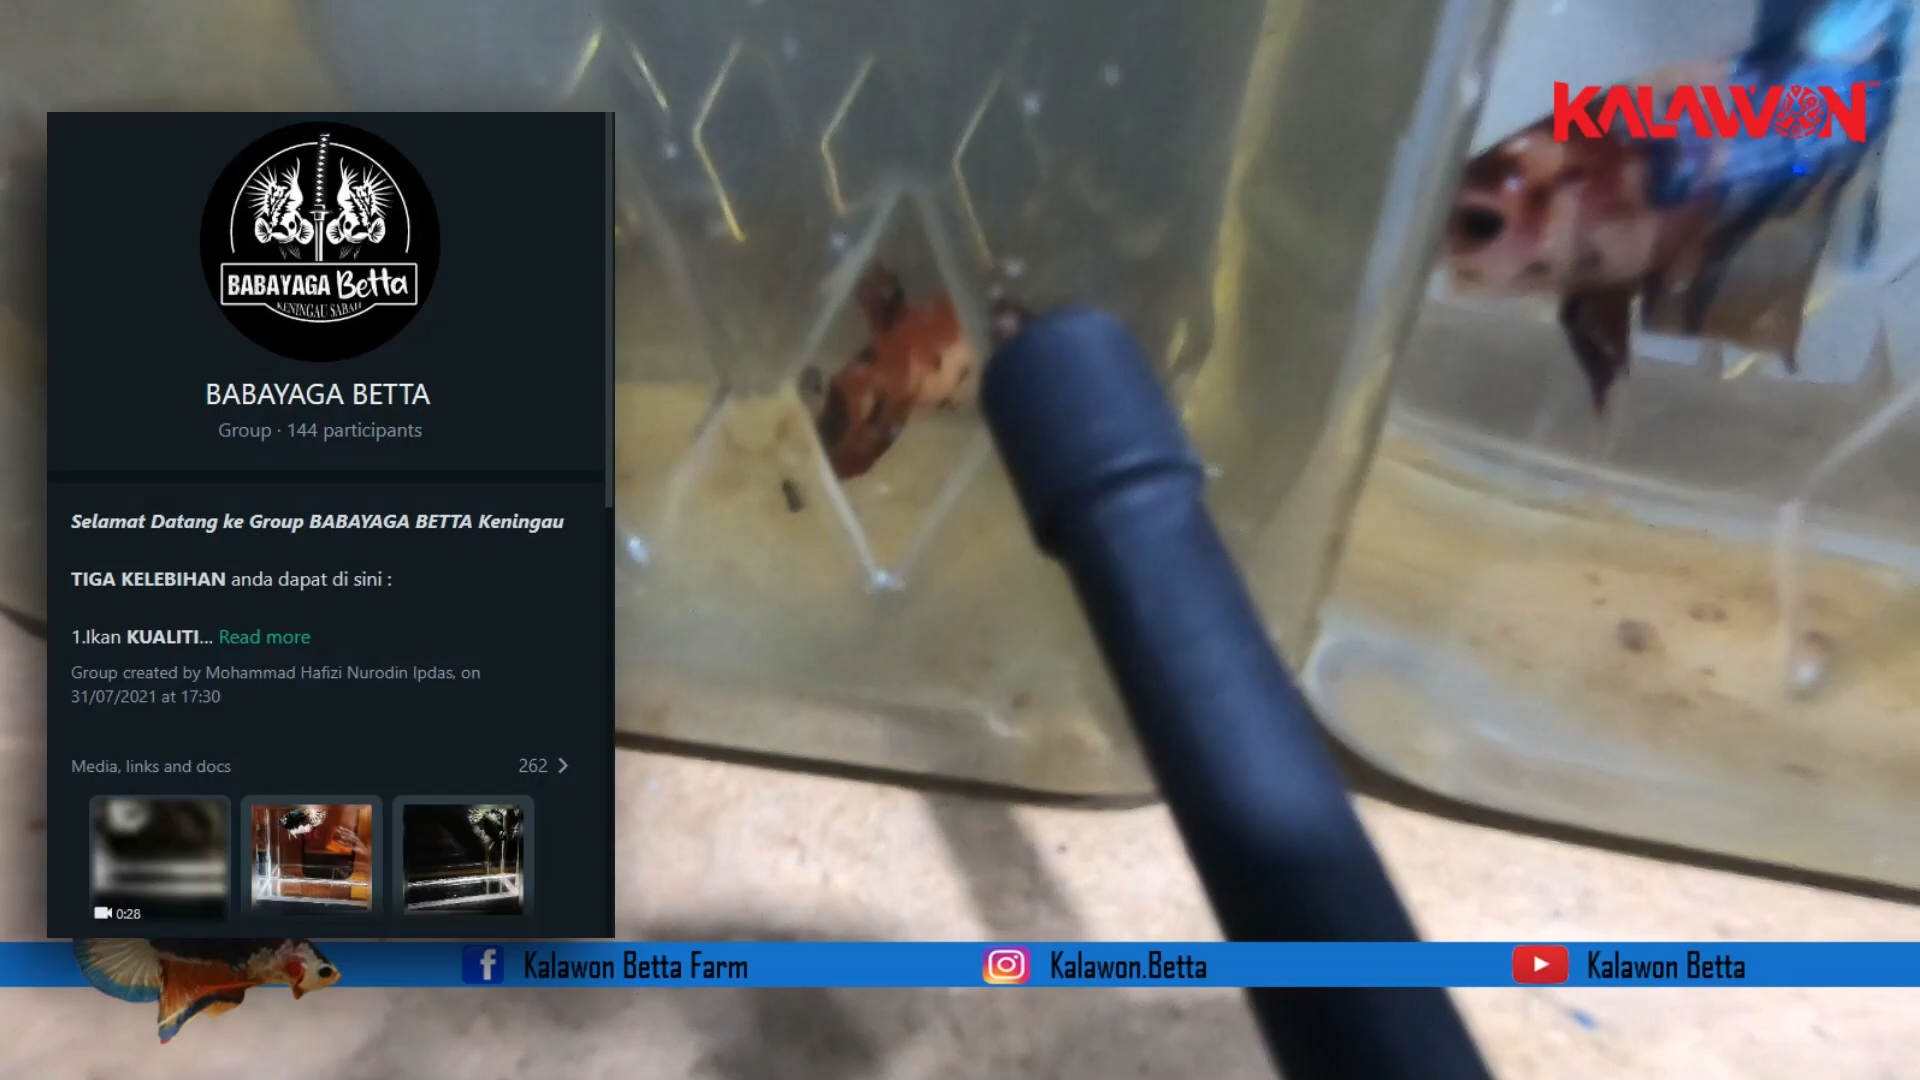 KALAWON
BABAYAGA Betta
KENINGAU SABAH
BABAYAGA BETTA
Group · 144 participants
Selamat Datang ke Group BABAYAGA BETTA Keningau
TIGA KELEBIHAN anda dapat di sini :
1.Ikan KUALITI... Read more
Group created by Mohammad Hafizi Nurodin Ipdas, on
31/07/2021 at 17:30
Media, links and docs 262
0:28
Kalawon Betta Farm
Kalawon.Betta
Kalawon Betta